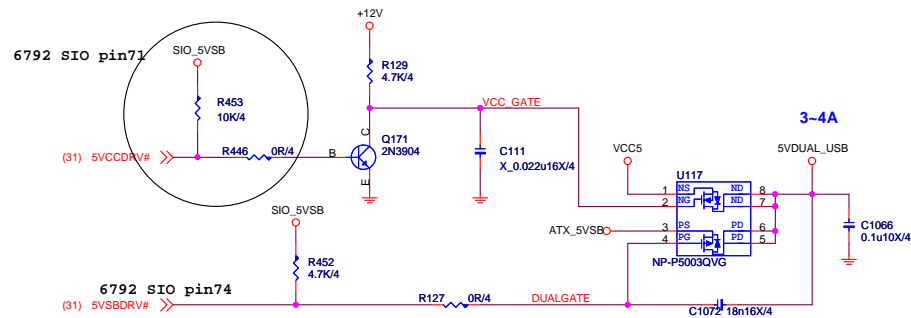 +12V
6792 SIO pin71
SIO_5VSB
R129
4.7K/4
R453
10K/4
VCC_GATE
3~4A
(31) 5VCCDRV#
R446 0R/4
B
C
E
Q171
2N3904
C111
X_0.022u16X/4
VCC5
5VDUAL_USB
U117
1 NS ND 8
2 NG ND 7
SIO_5VSB
ATX_5VSB
3 PS PD 6
4 PG PD 5
C1066
0.1u10X/4
R452
4.7K/4
NP-P5003QVG
6792 SIO pin74
(31) 5VSBDRV#
R127 0R/4
DUALGATE
C1072 18n16X/4